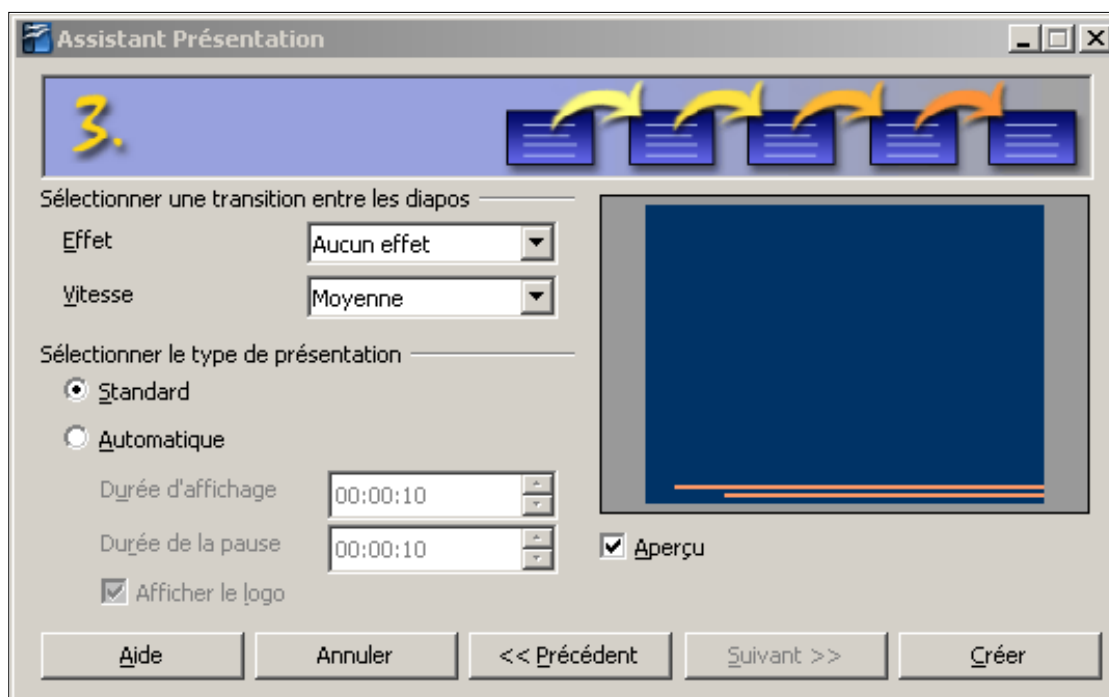 Assistant Présentation
3.
Sélectionner une transition entre les diapos
Effet
Aucun effet
Vitesse
Moyenne
Sélectionner le type de présentation
Standard
Automatique
Durée d'affichage
00:00:10
Durée de la pause
00:00:10
Afficher le logo
Aperçu
Aide
Annuler
<< Précédent
Suivant >>
Créer